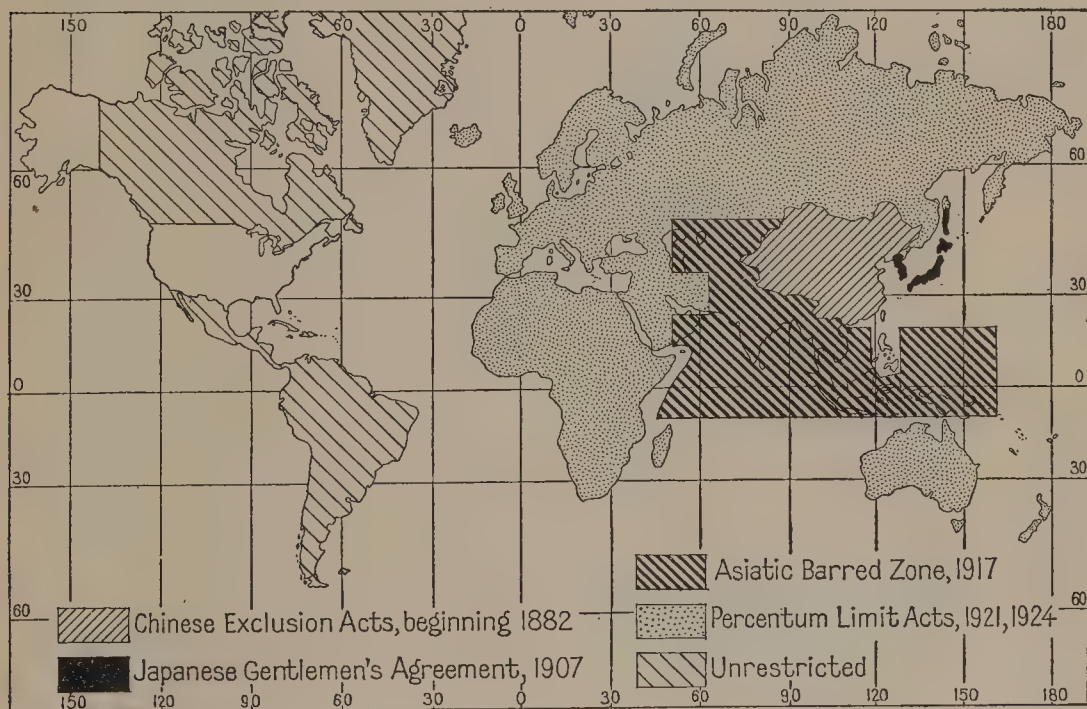 150 120 90 60 30 0 30 60 90 120 150 180
60 60
30 30
0 0
30 30
Asiatic Barred Zone, 1917
60 60
Chinese Exclusion Acts, beginning 1882
Percentum Limit Acts, 1921, 1924
Japanese Gentlemen's Agreement, 1907
Unrestricted
150 120 90 60 30 0 30 60 90 120 150 180